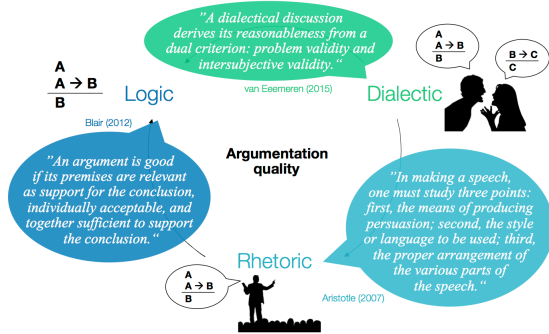 "A dialectical discussion
derives its reasonableness from a
dual criterion: problem validity and
intersubjective validity."
van Eeemeren (2015)
A
A → B
B
Logic
Blair (2012)
Dialectic
A
A → B
B
B → C
C
"An argument is good
if its premises are relevant
as support for the conclusion,
individually acceptable, and
together sufficient to support
the conclusion."
Argumentation
quality
"In making a speech,
one must study three points:
first, the means of producing
persuasion; second, the style
or language to be used; third,
the proper arrangement of
the various parts of
the speech."
Rhetoric
Aristotle (2007)
A
A → B
B